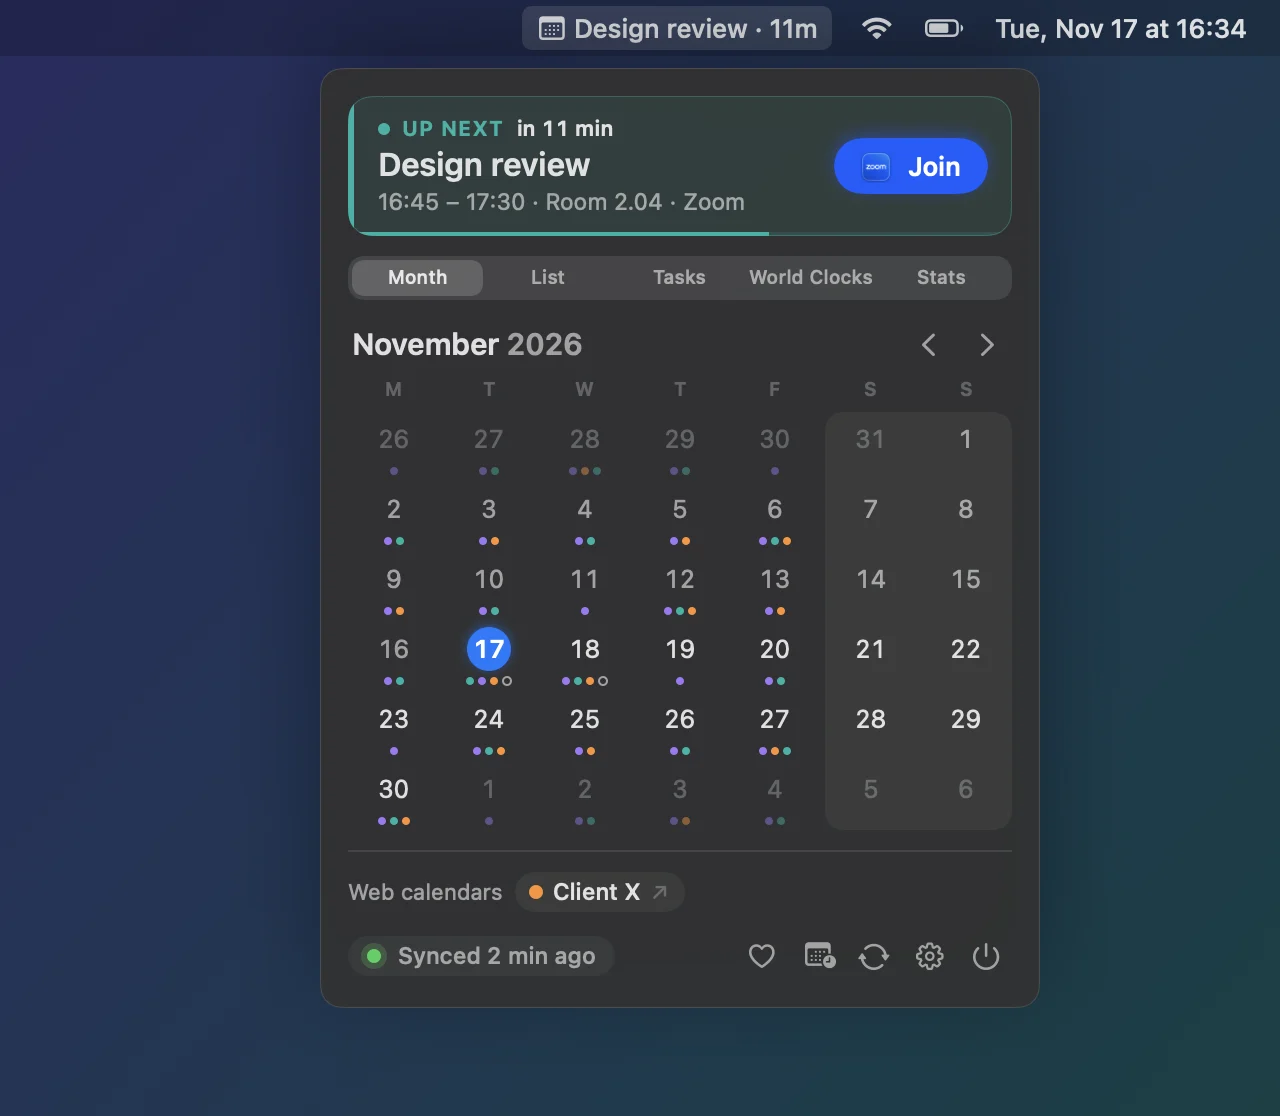 Design review · 11m
Tue, Nov 17 at 16:34
UP NEXT in 11 min
Design review
16:45 – 17:30 · Room 2.04 · Zoom
zoom Join
Month List Tasks World Clocks Stats
November 2026
M T W T F S S
26 27 28 29 30 31 1
2 3 4 5 6 7 8
9 10 11 12 13 14 15
16 17 18 19 20 21 22
23 24 25 26 27 28 29
30 1 2 3 4 5 6
Web calendars Client X
Synced 2 min ago